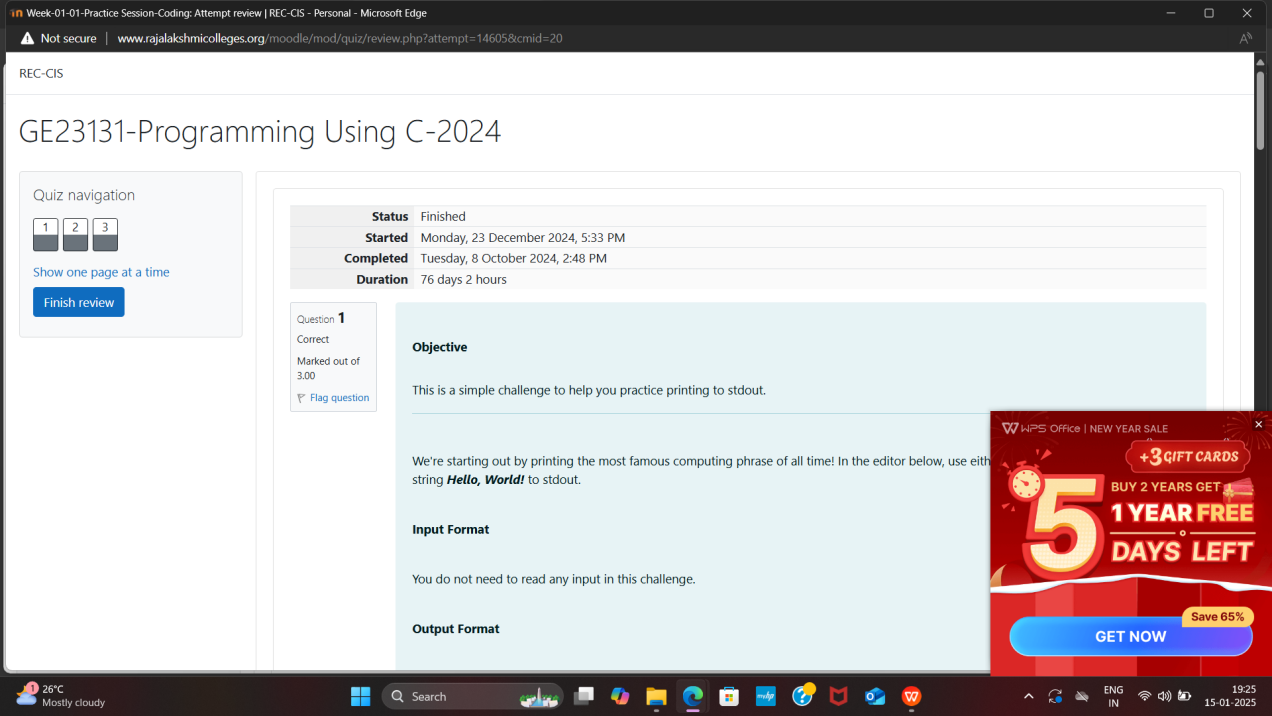 Week-01-01-Practice Session-Coding: Attempt review | REC-CIS - Personal - Microsoft Edge
Not secure | www.rajalakshmicolleges.org/moodle/mod/quiz/review.php?attempt=14605&cmid=20
REC-CIS
GE23131-Programming Using C-2024
Quiz navigation
1 2 3
Show one page at a time
Finish review
Status Finished
Started Monday, 23 December 2024, 5:33 PM
Completed Tuesday, 8 October 2024, 2:48 PM
Duration 76 days 2 hours
Question 1
Correct
Marked out of
3.00
Flag question
Objective
This is a simple challenge to help you practice printing to stdout.
We're starting out by printing the most famous computing phrase of all time! In the editor below, use eith
string Hello, World! to stdout.
Input Format
You do not need to read any input in this challenge.
Output Format
WPS Office | NEW YEAR SALE
+3 GIFT CARDS
BUY 2 YEARS GET
1 YEAR FREE
5 DAYS LEFT
Save 65%
GET NOW
1
26°C
Mostly cloudy
Search
ENG
IN
19:25
15-01-2025